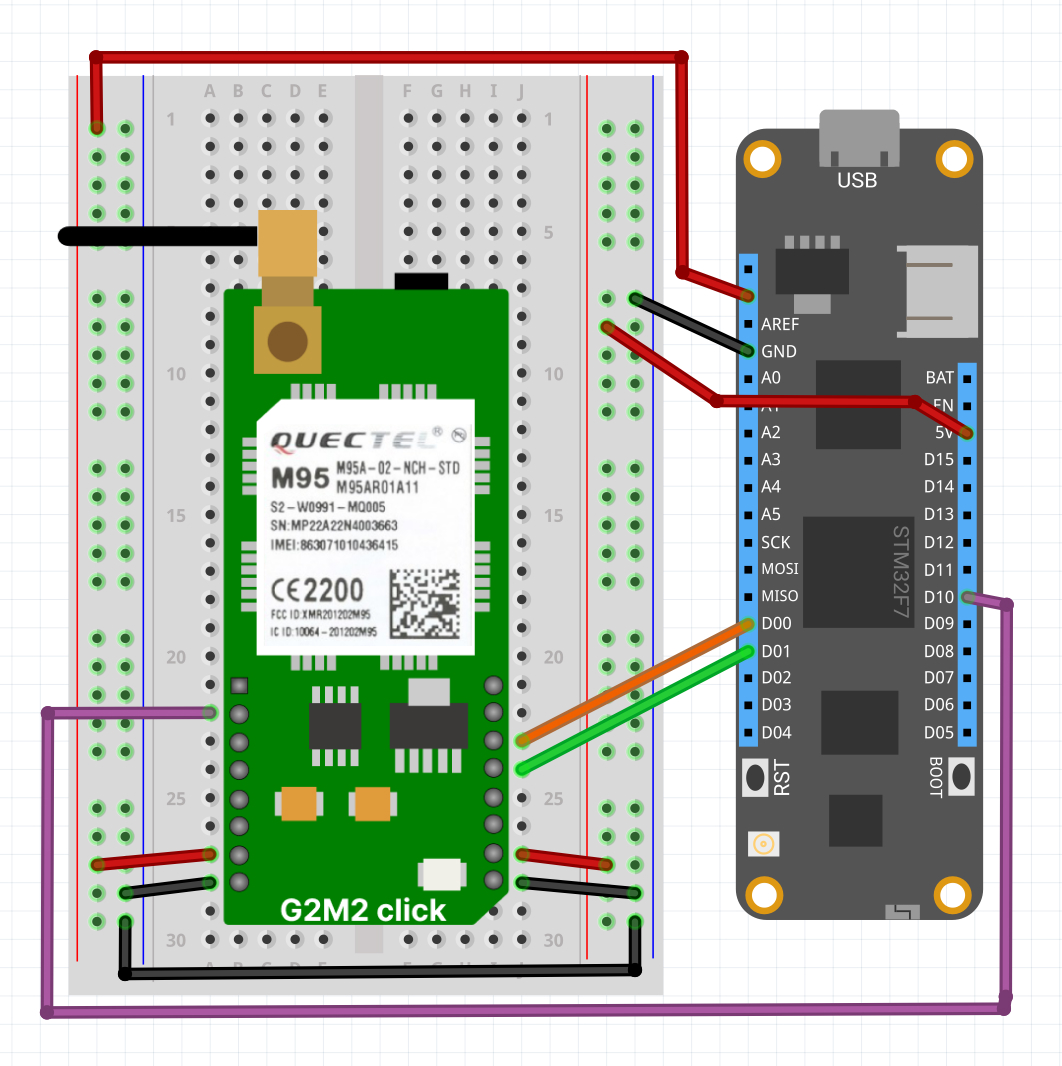 A B C D E F G H I J
1 1
5
10 10
15 15
20 20
25 25
30 30
QUECTEL®
M95 M95A-02-NCH-STD
M95AR01A11
S2-W0991-MQ005
SN:MP22A22N4003663
IMEI:863071010436415
CE2200
FCC ID:XMR201202M95
IC ID:10064-201202M95
G2M2 click
USB
AREF
GND
A0
A1
A2
A3
A4
A5
SCK
MOSI
MISO
D00
D01
D02
D03
D04
RST
STM32F7
BAT
EN
5V
D15
D14
D13
D12
D11
D10
D09
D08
D07
D06
D05
BOOT